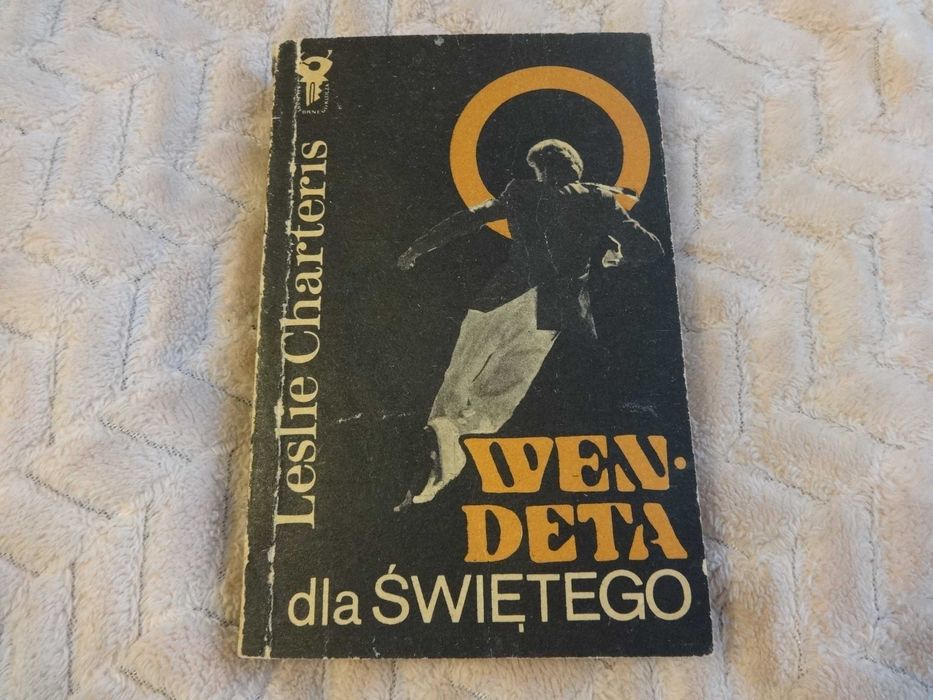 Leslie Charteris
WEN·
DETA
dla ŚWIĘTEGO